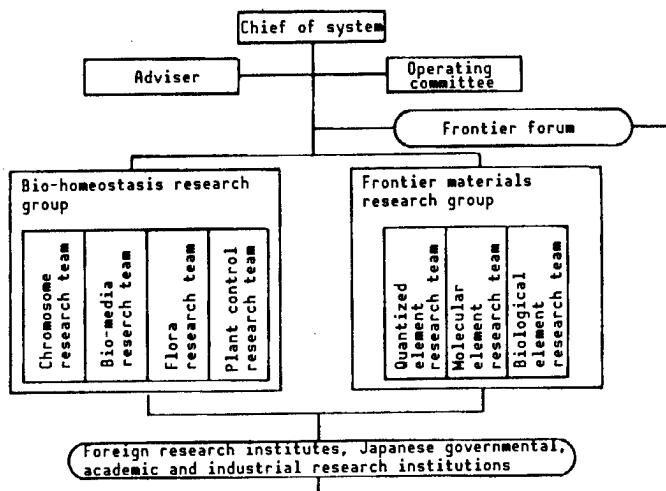 Chief of system
Adviser
Operating
committee
Frontier forum
Bio-homeostasis research
group
Frontier materials
research group
Chromosome
research team
Bio-media
reserch team
Flora
research team
Plant control
research team
Quantized
element
research team
Molecular
element
research team
Biological
element
research team
Foreign research institutes, Japanese governmental,
academic and industrial research institutions